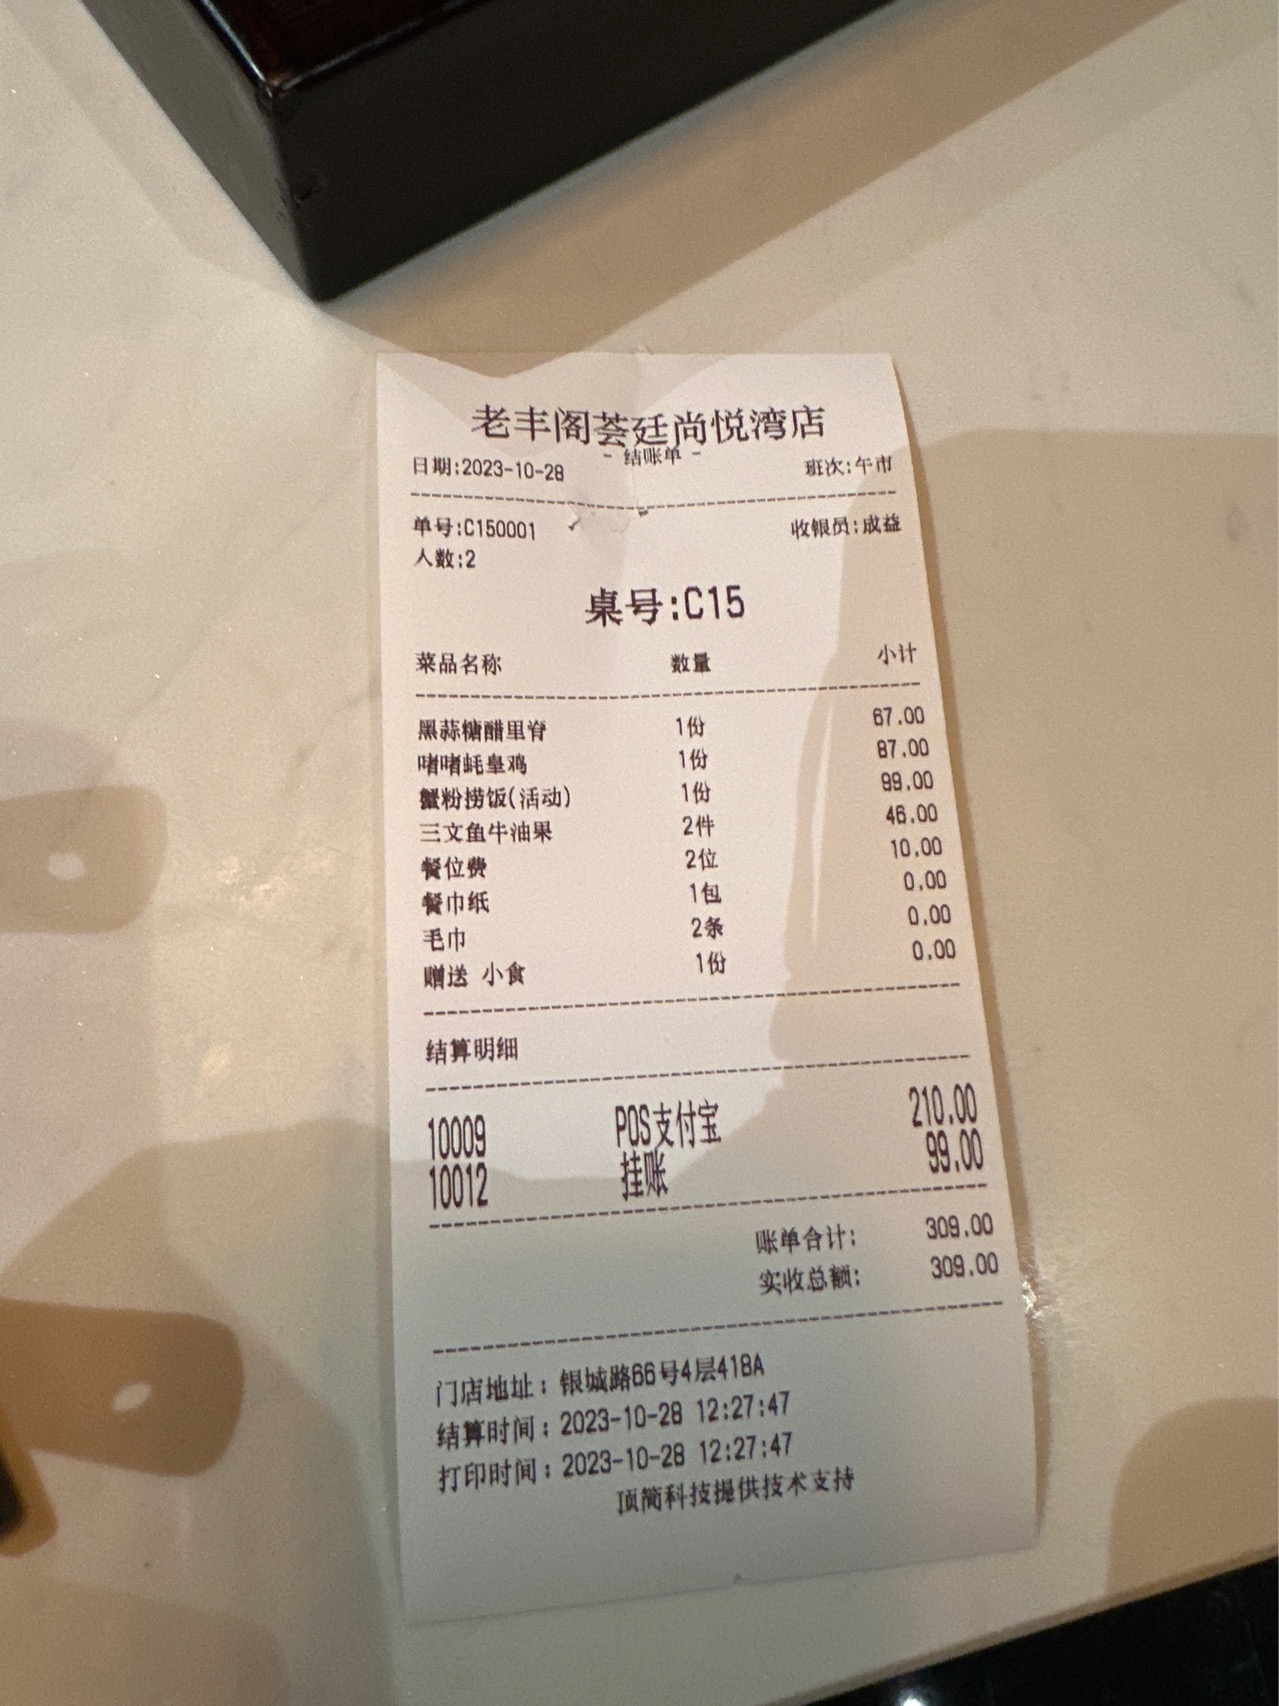 老丰阁荟廷尚悦湾店
- 结账单 -
日期:2023-10-28 班次:午市
单号:C150001 收银员:成益
人数:2
桌号:C15
菜品名称 数量 小计
黑蒜糖醋里脊 1份 67.00
啫啫蚝皇鸡 1份 87.00
蟹粉捞饭(活动) 1份 99.00
三文鱼牛油果 2件 46.00
餐位费 2位 10.00
餐巾纸 1包 0.00
毛巾 2条 0.00
赠送 小食 1份 0.00
结算明细
10009 POS支付宝 210.00
10012 挂账 99.00
账单合计: 309.00
实收总额: 309.00
门店地址：银城路66号4层418A
结算时间：2023-10-28 12:27:47
打印时间：2023-10-28 12:27:47
顶简科技提供技术支持